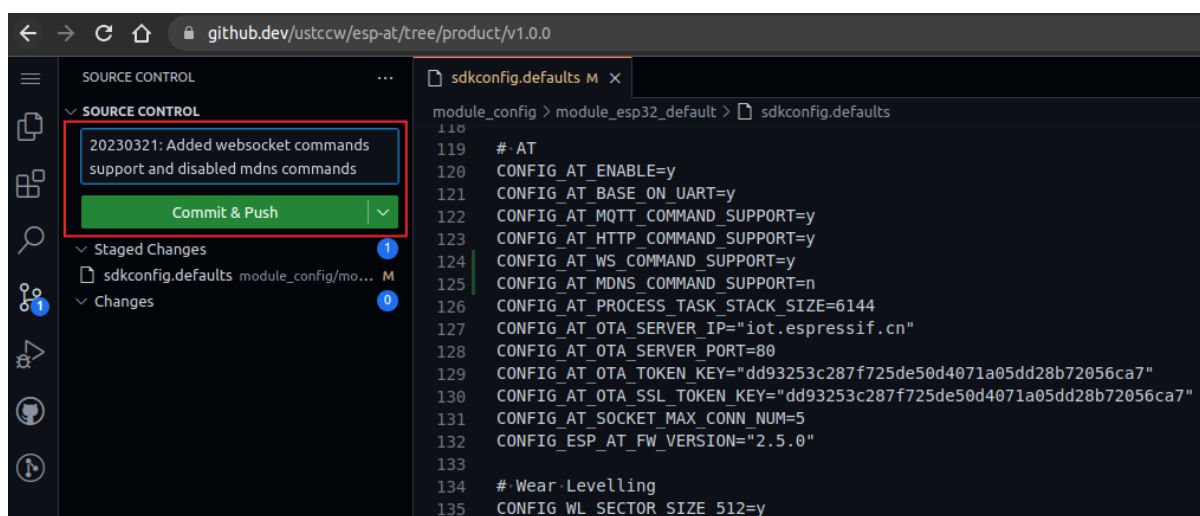 github.dev/ustccw/esp-at/tree/product/v1.0.0
SOURCE CONTROL ...
SOURCE CONTROL
20230321: Added websocket commands
support and disabled mdns commands
Commit & Push
Staged Changes 1
sdkconfig.defaults module_config/mo... M
Changes 0
1
sdkconfig.defaults M ×
module_config > module_esp32_default > sdkconfig.defaults
118
119 # AT
120 CONFIG_AT_ENABLE=y
121 CONFIG_AT_BASE_ON_UART=y
122 CONFIG_AT_MQTT_COMMAND_SUPPORT=y
123 CONFIG_AT_HTTP_COMMAND_SUPPORT=y
124 CONFIG_AT_WS_COMMAND_SUPPORT=y
125 CONFIG_AT_MDNS_COMMAND_SUPPORT=n
126 CONFIG_AT_PROCESS_TASK_STACK_SIZE=6144
127 CONFIG_AT_OTA_SERVER_IP="iot.espressif.cn"
128 CONFIG_AT_OTA_SERVER_PORT=80
129 CONFIG_AT_OTA_TOKEN_KEY="dd93253c287f725de50d4071a05dd28b72056ca7"
130 CONFIG_AT_OTA_SSL_TOKEN_KEY="dd93253c287f725de50d4071a05dd28b72056ca7"
131 CONFIG_AT_SOCKET_MAX_CONN_NUM=5
132 CONFIG_ESP_AT_FW_VERSION="2.5.0"
133
134 # Wear Levelling
135 CONFIG_WL_SECTOR_SIZE_512=y